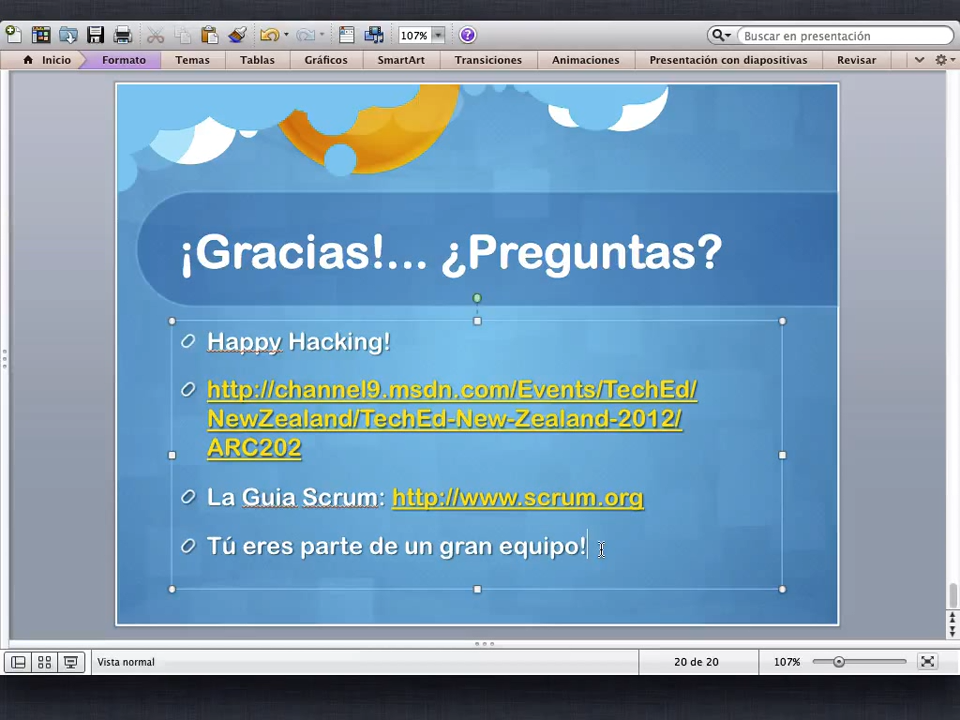 107%
Buscar en presentación
Inicio Formato Temas Tablas Gráficos SmartArt Transiciones Animaciones Presentación con diapositivas Revisar
¡Gracias!... ¿Preguntas?
Happy Hacking!
http://channel9.msdn.com/Events/TechEd/
NewZealand/TechEd-New-Zealand-2012/
ARC202
La Guia Scrum: http://www.scrum.org
Tú eres parte de un gran equipo!
Vista normal 20 de 20 107%